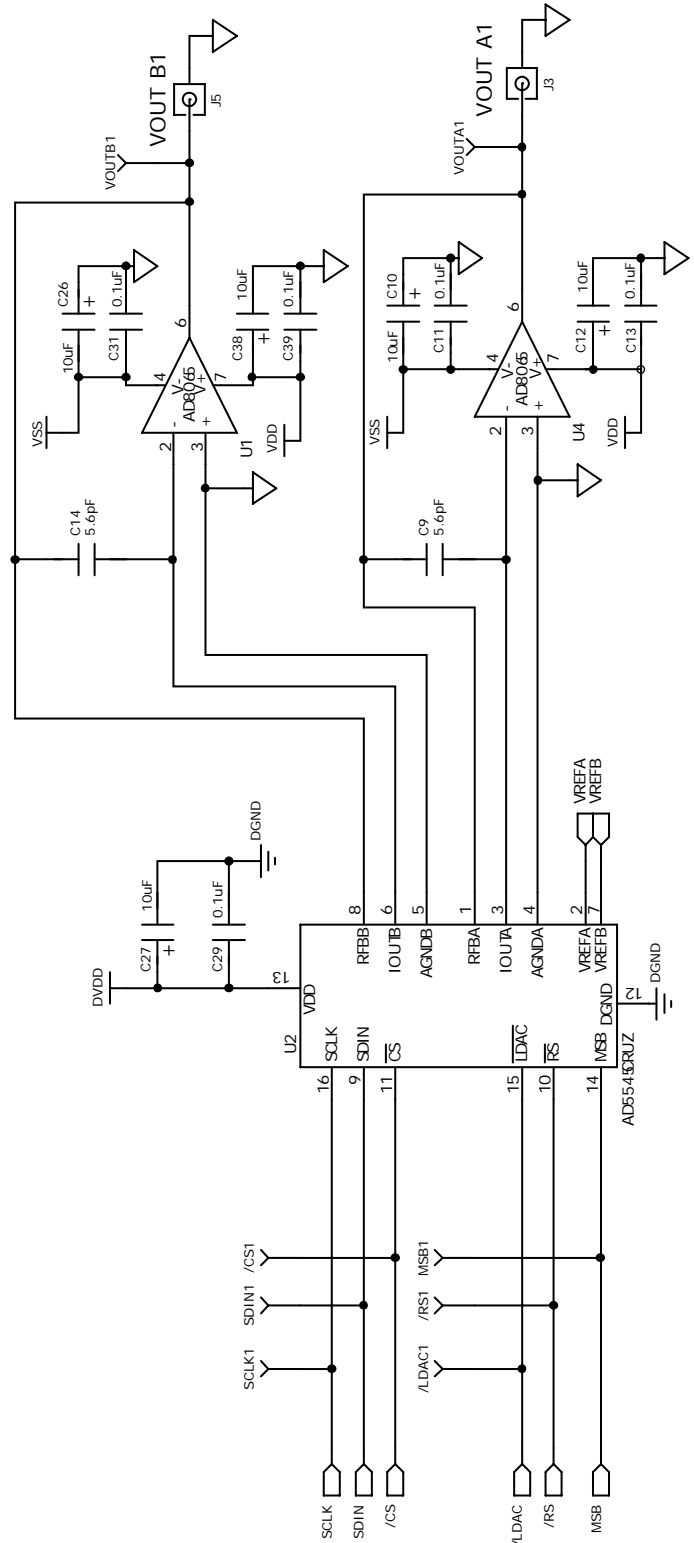 VOUT B1
J5
VOUTB1
C26
10uF
+
0.1uF
C31
VSS
10uF
C38
+
0.1uF
C39
VDD
6
4
7
V-
V+
AD8065
-
+
2
3
U1
C14
5.6pF
VOUT A1
J3
VOUTA1
C10
10uF
+
0.1uF
C11
VSS
10uF
C12
+
0.1uF
C13
VDD
6
4
7
V-
V+
AD8065
-
+
2
3
U4
C9
5.6pF
DVDD
10uF
C27
+
0.1uF
C29
DGND
13
VDD
U2
8
RFBB
6
IOUTB
5
AGNDB
1
RFBA
3
IOUTA
4
AGNDA
2
VREFA
7
VREFB
VREFA
VREFB
DGND
12
DGND
16
SCLK
9
SDIN
11
CS
15
LDAC
10
RS
14
MSB
AD5545CRUZ
SCLK1
SDIN1
/CS1
/LDAC1
/RS1
MSB1
SCLK
SDIN
/CS
/LDAC
/RS
MSB